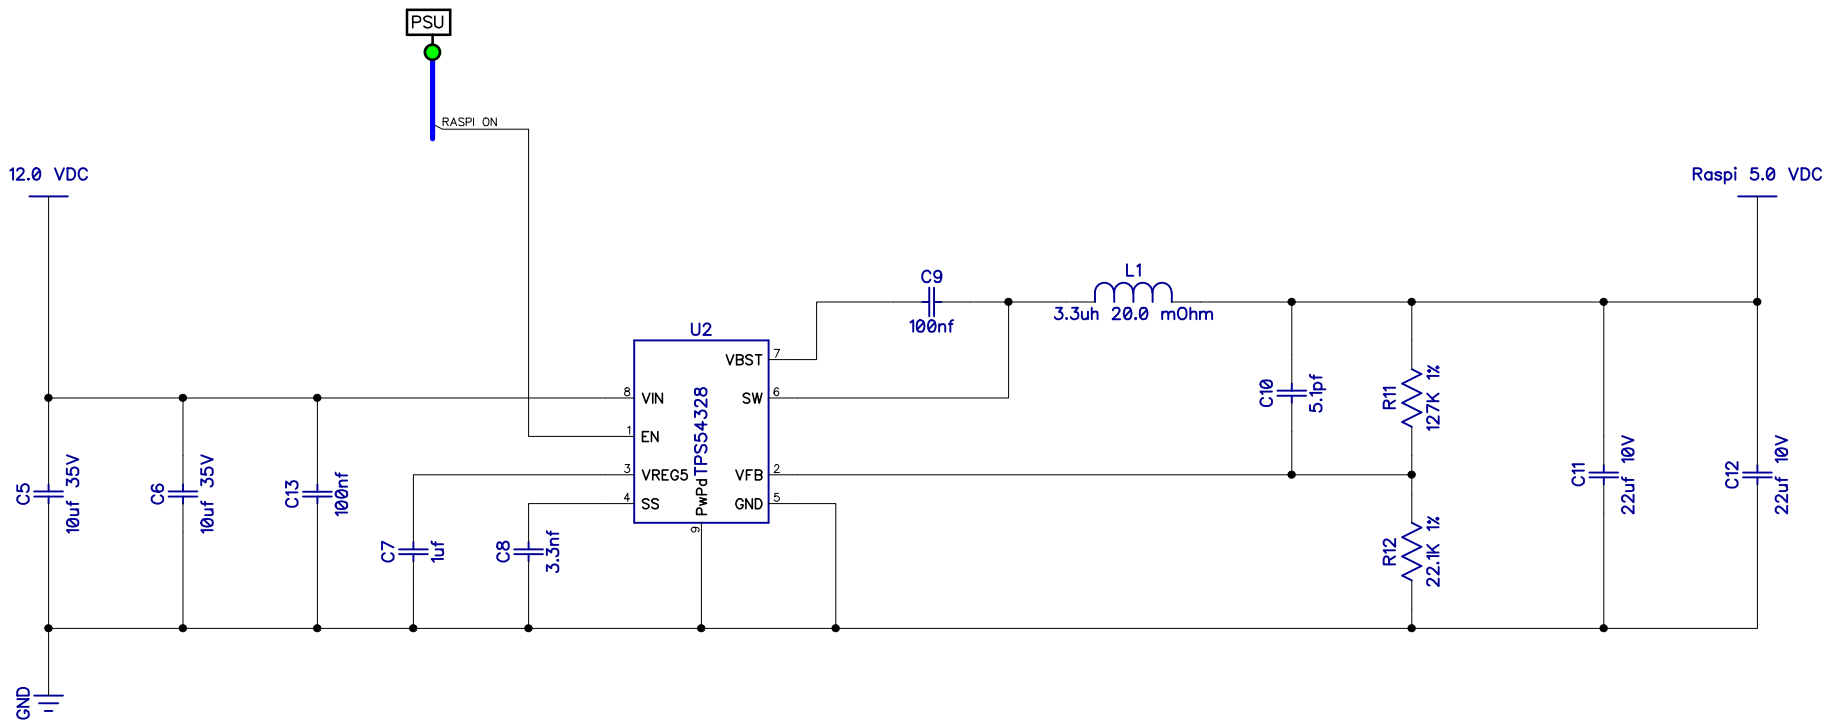 PSU
RASPI ON
12.0 VDC
Raspi 5.0 VDC
L1
C9
3.3uh 20.0 mOhm
100nf
U2
VBST 7
8 VIN
SW 6
1 EN
3 VREG5
VFB 2
4 SS
GND 5
TPS54328
PwPd
9
C10
5.1pf
R11
127K 1%
C5
10uf 35V
C6
10uf 35V
C13
100nf
C7
1uf
C8
3.3nf
R12
22.1K 1%
C11
22uf 10V
C12
22uf 10V
GND